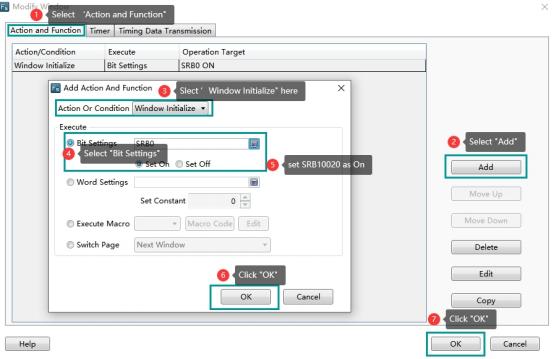 Modify Window
1 Select 'Action and Function"
Action and Function Timer Timing Data Transmission
Action/Condition Execute Operation Target
Window Initialize Bit Settings SRB0 ON
Add Action And Function
3 Slect ' Window Initialize" here
Action Or Condition Window Initialize
Execute
Bit Settings SRB0
4 Select "Bit Settings"
Set On Set Off
5 set SRB10020 as On
Word Settings
Set Constant 0
Execute Macro Macro Code Edit
Switch Page Next Window
6 Click "OK"
OK Cancel
2 Select "Add"
Add
Move Up
Move Down
Delete
Edit
Copy
7 Click "OK"
Help OK Cancel